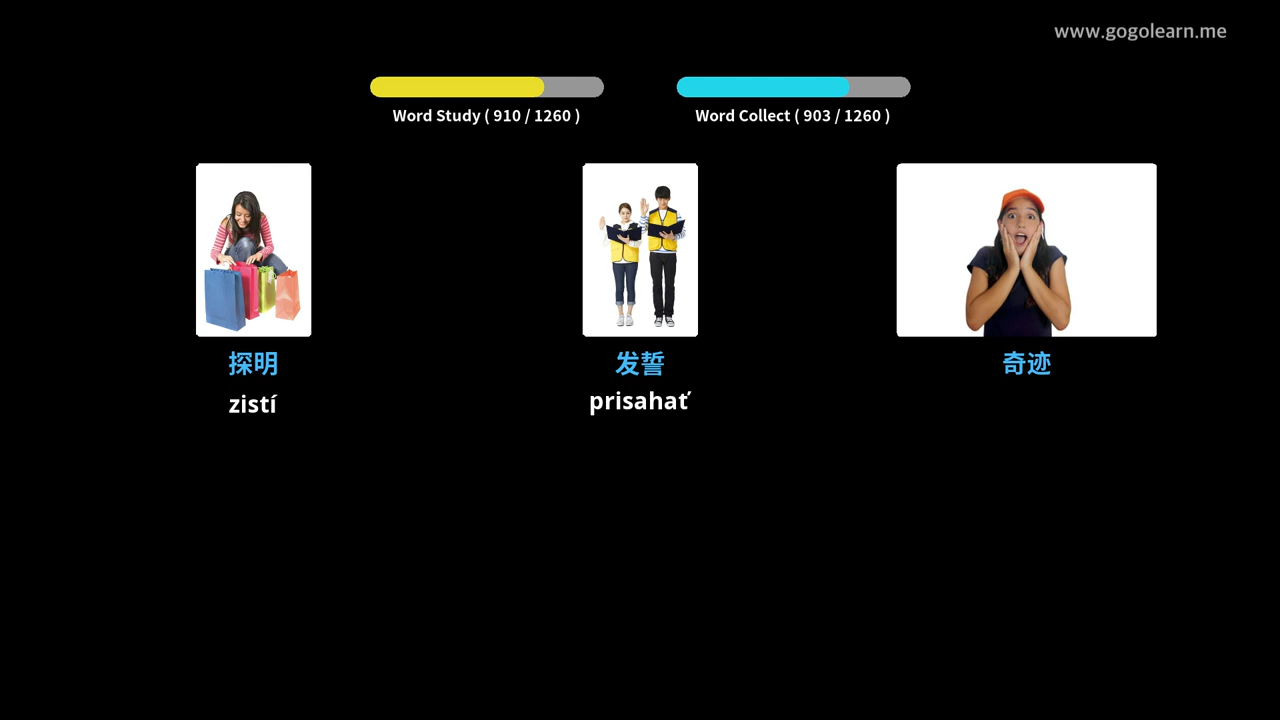 www.gogolearn.me
Word Study ( 910 / 1260 )
Word Collect ( 903 / 1260 )
探明
发誓
奇迹
zistí
prisahať